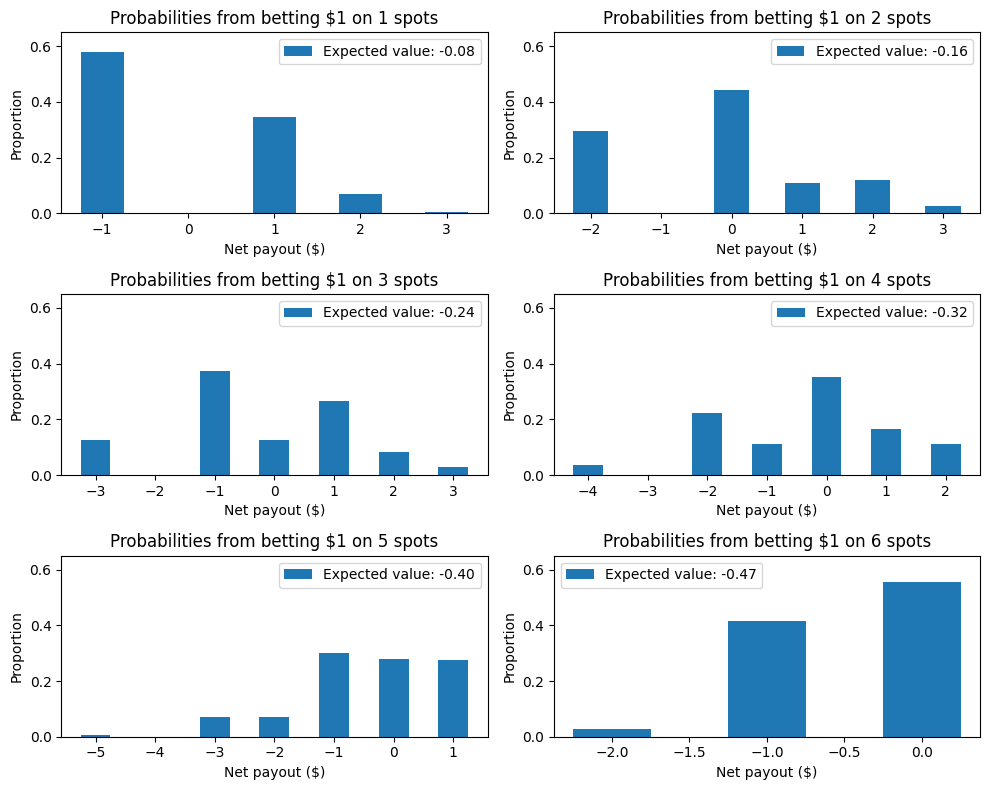 Probabilities from betting $1 on 1 spots
Expected value: -0.08
Proportion
0.6
0.4
0.2
0.0
−1 0 1 2 3
Net payout ($)
Probabilities from betting $1 on 2 spots
Expected value: -0.16
Proportion
0.6
0.4
0.2
0.0
−2 −1 0 1 2 3
Net payout ($)
Probabilities from betting $1 on 3 spots
Expected value: -0.24
Proportion
0.6
0.4
0.2
0.0
−3 −2 −1 0 1 2 3
Net payout ($)
Probabilities from betting $1 on 4 spots
Expected value: -0.32
Proportion
0.6
0.4
0.2
0.0
−4 −3 −2 −1 0 1 2
Net payout ($)
Probabilities from betting $1 on 5 spots
Expected value: -0.40
Proportion
0.6
0.4
0.2
0.0
−5 −4 −3 −2 −1 0 1
Net payout ($)
Probabilities from betting $1 on 6 spots
Expected value: -0.47
Proportion
0.6
0.4
0.2
0.0
−2.0 −1.5 −1.0 −0.5 0.0
Net payout ($)